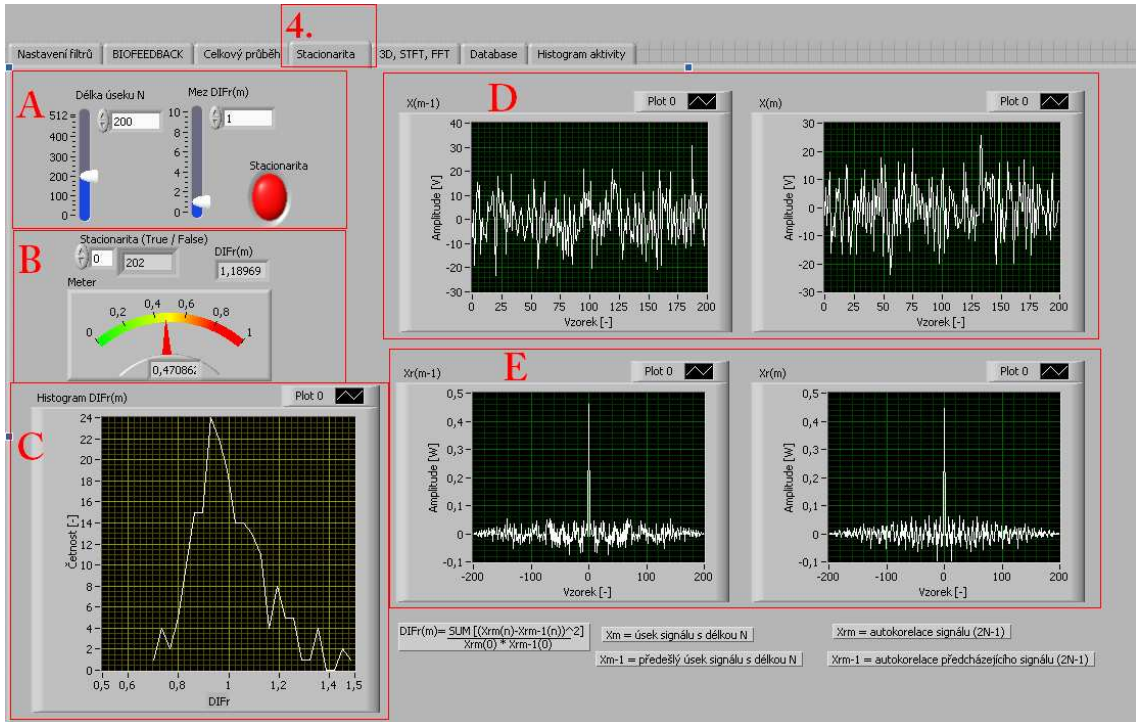 4.
Nastavení filtrů BIOFEEDBACK Celkový průběh Stacionarita 3D, STFT, FFT Database Histogram aktivity
A
Délka úseku N
512
400
300
200
100
0
200
Mez DIFr(m)
10
8
6
4
2
0
1
Stacionarita
B
Stacionarita (True / False)
0
202
DIFr(m)
1,18969
Meter
0 0,2 0,4 0,6 0,8 1
0,47086
C
Histogram DIFr(m)
Plot 0
Četnost [-]
24
22
20
18
16
14
12
10
8
6
4
2
0
0,5 0,6 0,8 1 1,2 1,4 1,5
DIFr
D
X(m-1)
Plot 0
Amplitude [V]
40
30
20
10
0
-10
-20
-30
0 25 50 75 100 125 150 175 200
Vzorek [-]
X(m)
Plot 0
Amplitude [V]
30
20
10
0
-10
-20
-30
0 25 50 75 100 125 150 175 200
Vzorek [-]
E
Xr(m-1)
Plot 0
Amplitude [W]
0,5
0,4
0,3
0,2
0,1
0
-0,1
-200 -100 0 100 200
Vzorek [-]
Xr(m)
Plot 0
Amplitude [W]
0,5
0,4
0,3
0,2
0,1
0
-0,1
-200 -100 0 100 200
Vzorek [-]
DIFr(m)= SUM [(Xrm(n)-Xrm-1(n))^2]
Xrm(0) * Xrm-1(0)
Xm = úsek signálu s délkou N
Xm-1 = předešlý úsek signálu s délkou N
Xrm = autokorelace signálu (2N-1)
Xrm-1 = autokorelace předcházejícího signálu (2N-1)